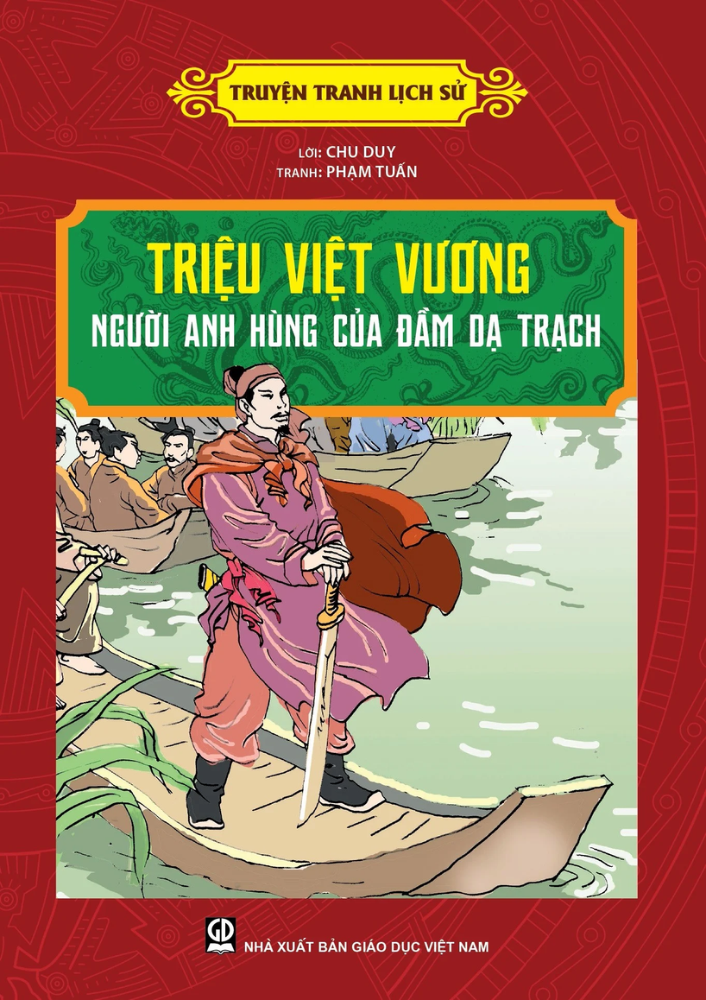 TRUYỆN TRANH LỊCH SỬ
LỜI: CHU DUY
TRANH: PHẠM TUẤN
TRIỆU VIỆT VƯƠNG
NGƯỜI ANH HÙNG CỦA ĐẦM DẠ TRẠCH
GD
NHÀ XUẤT BẢN GIÁO DỤC VIỆT NAM